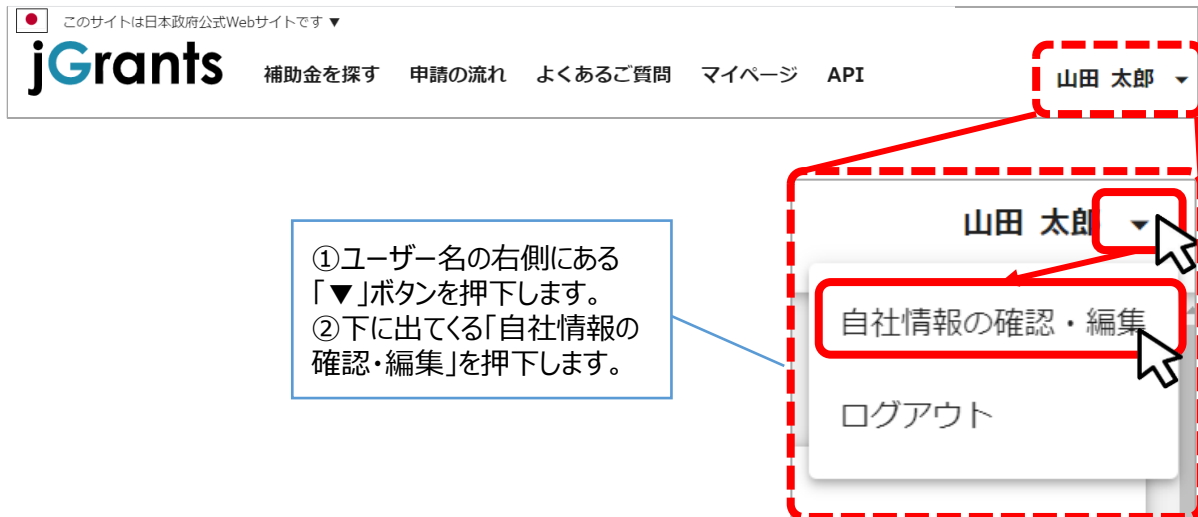 このサイトは日本政府公式Webサイトです ▼
jGrants 補助金を探す 申請の流れ よくあるご質問 マイページ API 山田 太郎
山田 太郎
①ユーザー名の右側にある
「▼」ボタンを押下します。
②下に出てくる「自社情報の
確認・編集」を押下します。
自社情報の確認・編集
ログアウト